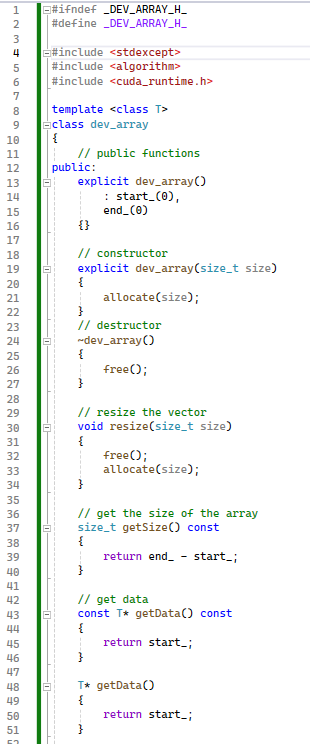 1 #ifndef _DEV_ARRAY_H_
2 #define _DEV_ARRAY_H_
3
4 #include <stdexcept>
5 #include <algorithm>
6 #include <cuda_runtime.h>
7
8 template <class T>
9 class dev_array
10 {
11     // public functions
12 public:
13     explicit dev_array()
14         : start_(0),
15         end_(0)
16     {}
17
18     // constructor
19     explicit dev_array(size_t size)
20     {
21         allocate(size);
22     }
23     // destructor
24     ~dev_array()
25     {
26         free();
27     }
28
29     // resize the vector
30     void resize(size_t size)
31     {
32         free();
33         allocate(size);
34     }
35
36     // get the size of the array
37     size_t getSize() const
38     {
39         return end_ - start_;
40     }
41
42     // get data
43     const T* getData() const
44     {
45         return start_;
46     }
47
48     T* getData()
49     {
50         return start_;
51     }